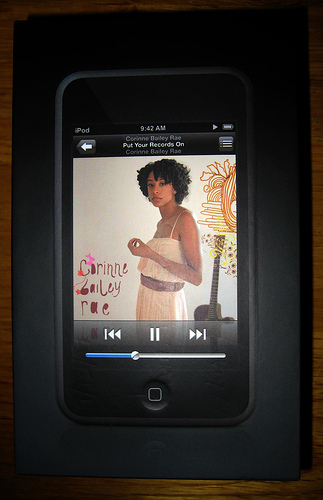 iPod 9:42 AM
Corinne Bailey Rae
Put Your Records On
Corinne Bailey Rae
Corinne
bailey
rae